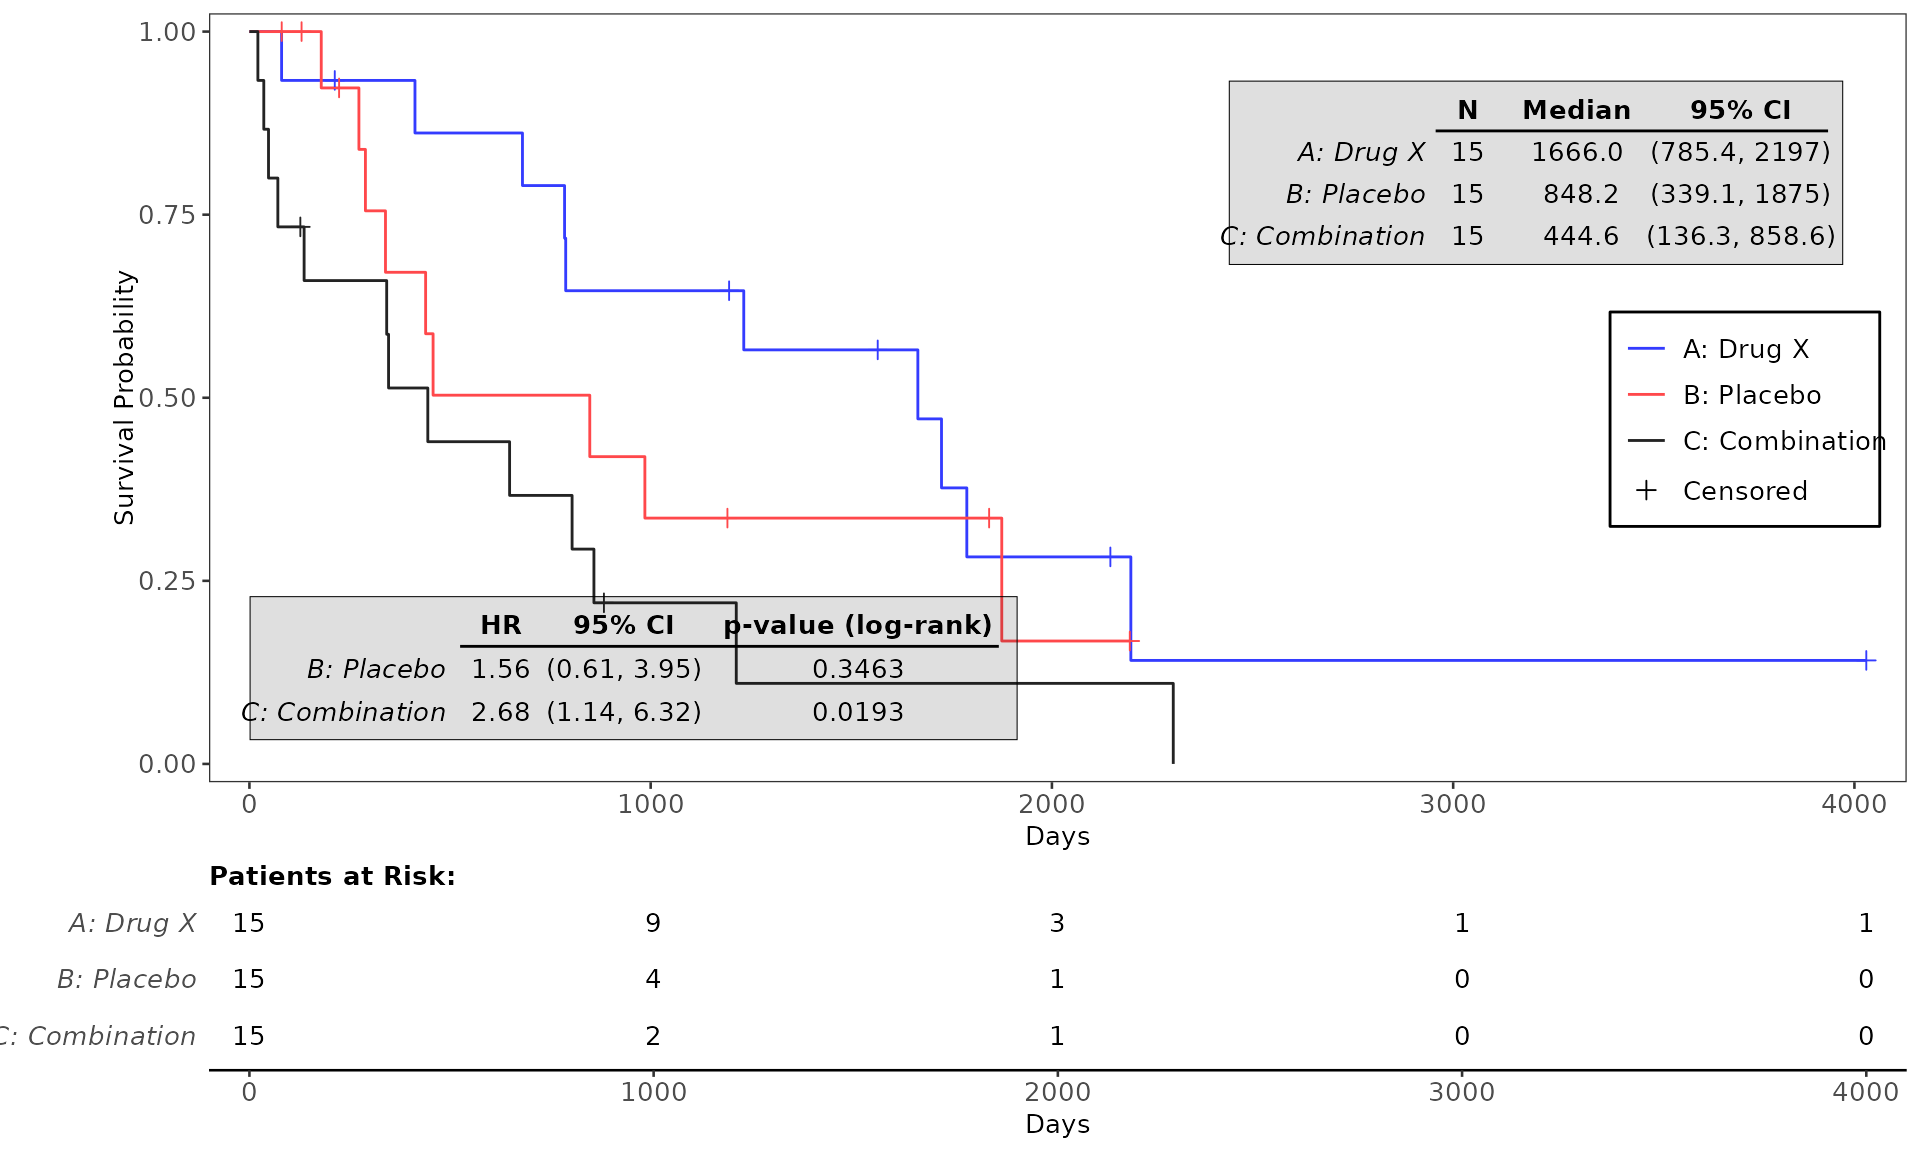 1.00
0.75
0.50
0.25
0.00
Survival Probability
N Median 95% CI
A: Drug X 15 1666.0 (785.4, 2197)
B: Placebo 15 848.2 (339.1, 1875)
C: Combination 15 444.6 (136.3, 858.6)
A: Drug X
B: Placebo
C: Combination
Censored
HR 95% CI p-value (log-rank)
B: Placebo 1.56 (0.61, 3.95) 0.3463
C: Combination 2.68 (1.14, 6.32) 0.0193
0 1000 2000 3000 4000
Days
Patients at Risk:
A: Drug X 15 9 3 1 1
B: Placebo 15 4 1 0 0
C: Combination 15 2 1 0 0
0 1000 2000 3000 4000
Days